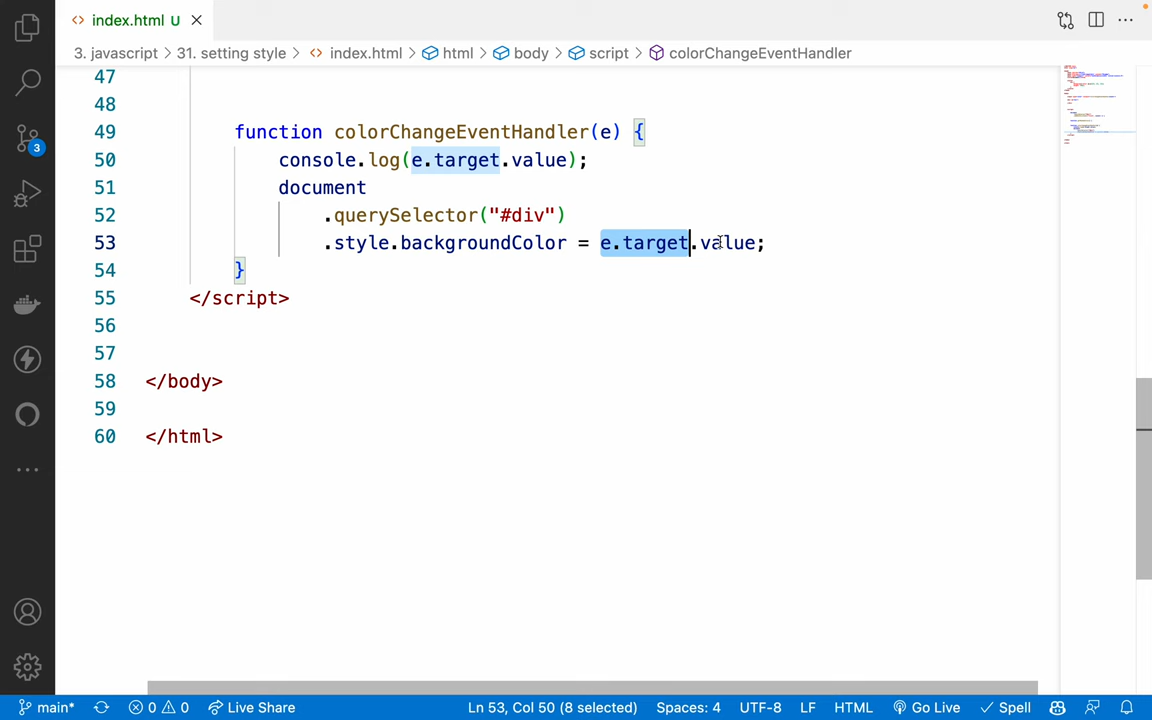 index.html U
3. javascript > 31. setting style > index.html > html > body > script > colorChangeEventHandler
47
48
49 function colorChangeEventHandler(e) {
50 console.log(e.target.value);
51 document
52 .querySelector("#div")
53 .style.backgroundColor = e.target.value;
54 }
55 </script>
56
57
58 </body>
59
60 </html>
3
main* 0 0 Live Share Ln 53, Col 50 (8 selected) Spaces: 4 UTF-8 LF HTML Go Live Spell